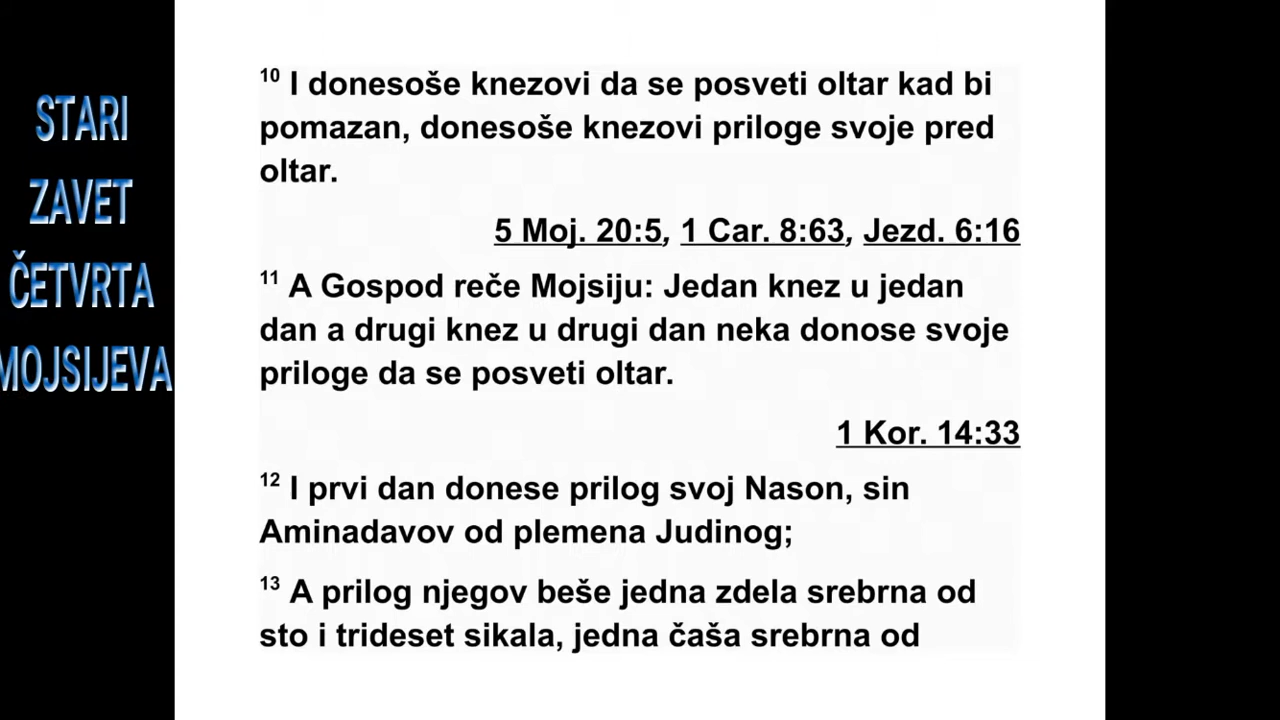 STARI
ZAVET
ČETVRTA
MOJSIJEVA
10 I donesoše knezovi da se posveti oltar kad bi
pomazan, donesoše knezovi priloge svoje pred
oltar.
5 Moj. 20:5, 1 Car. 8:63, Jezd. 6:16
11 A Gospod reče Mojsiju: Jedan knez u jedan
dan a drugi knez u drugi dan neka donose svoje
priloge da se posveti oltar.
1 Kor. 14:33
12 I prvi dan donese prilog svoj Nason, sin
Aminadavov od plemena Judinog;
13 A prilog njegov beše jedna zdela srebrna od
sto i trideset sikala, jedna čaša srebrna od